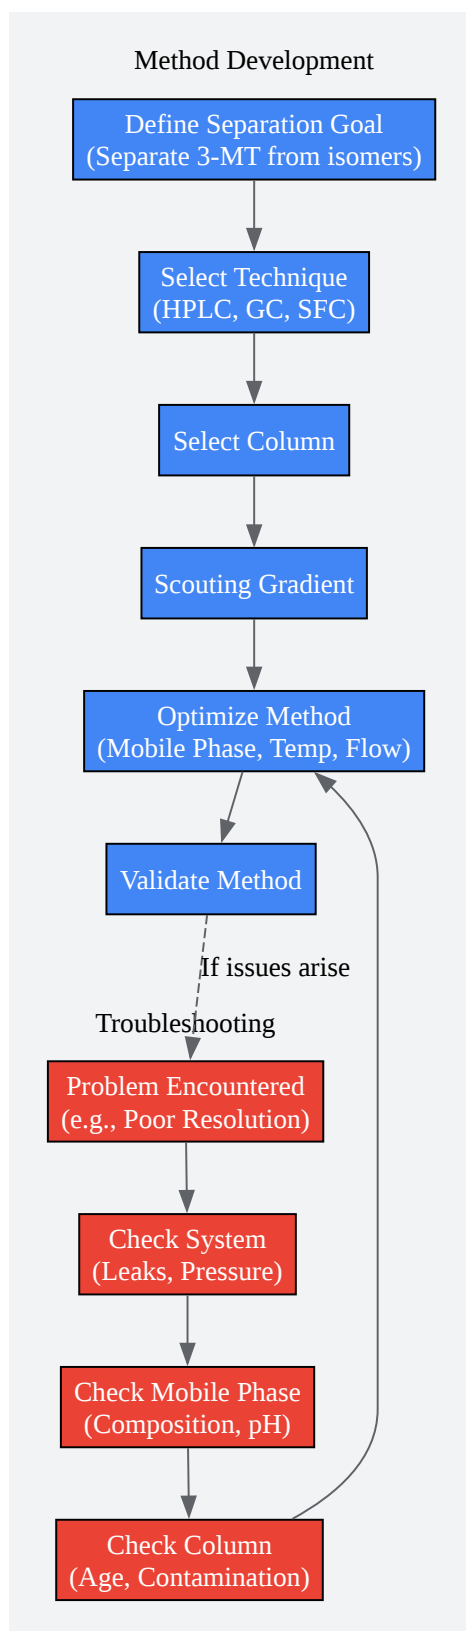 Method Development
Define Separation Goal
(Separate 3-MT from isomers)
Select Technique
(HPLC, GC, SFC)
Select Column
Scouting Gradient
Optimize Method
(Mobile Phase, Temp, Flow)
Validate Method
If issues arise
Troubleshooting
Problem Encountered
(e.g., Poor Resolution)
Check System
(Leaks, Pressure)
Check Mobile Phase
(Composition, pH)
Check Column
(Age, Contamination)